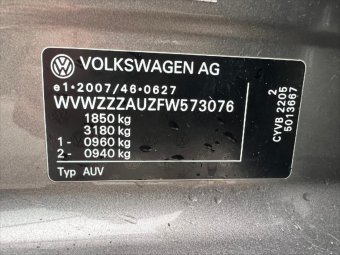 VOLKSWAGEN AG
e1*2007/46*0627
WVWZZZAUZFW573076
1850 kg
3180 kg
1- 0960 kg
2- 0940 kg
Typ AUV
2
CYVB 2205
5013667